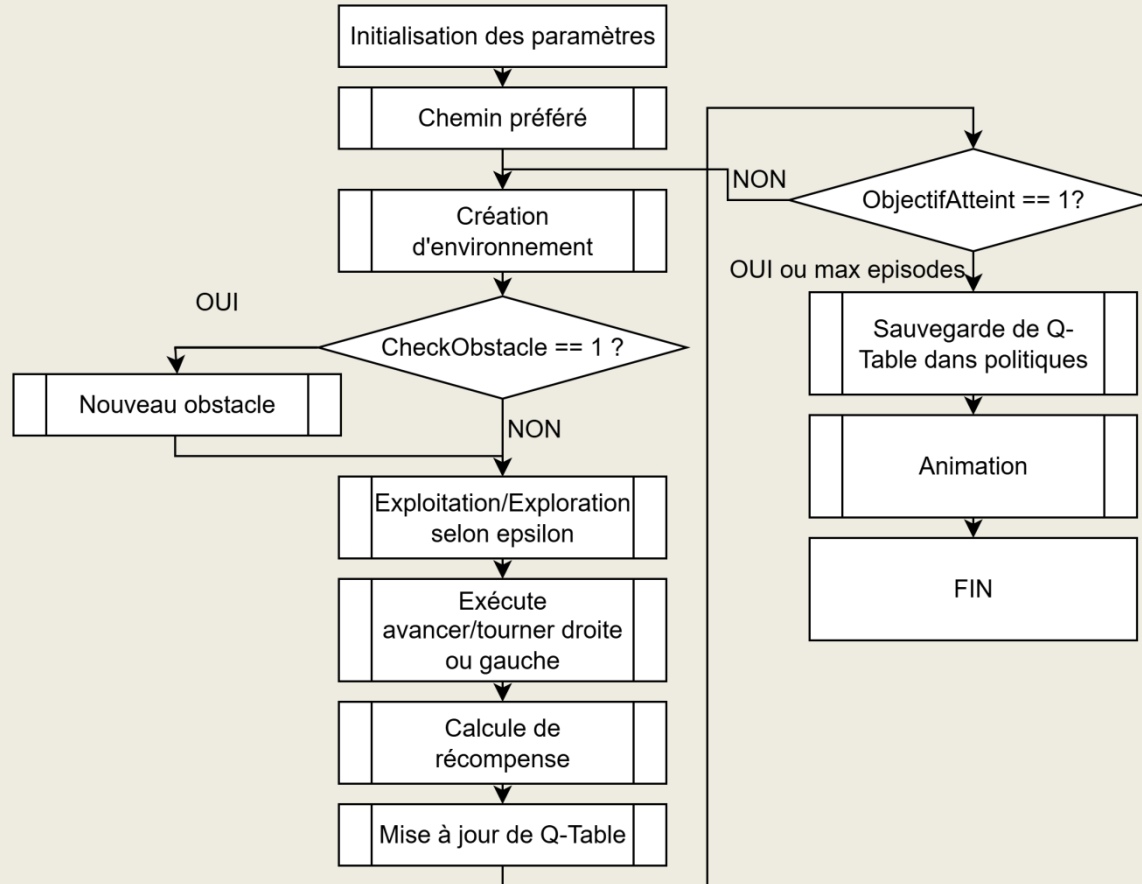 Initialisation des paramètres
Chemin préféré
Création
d'environnement
OUI
CheckObstacle == 1 ?
Nouveau obstacle
NON
Exploitation/Exploration
selon epsilon
Exécute
avancer/tourner droite
ou gauche
Calcule de
récompense
Mise à jour de Q-Table
NON
ObjectifAtteint == 1?
OUI ou max episodes
Sauvegarde de Q-
Table dans politiques
Animation
FIN